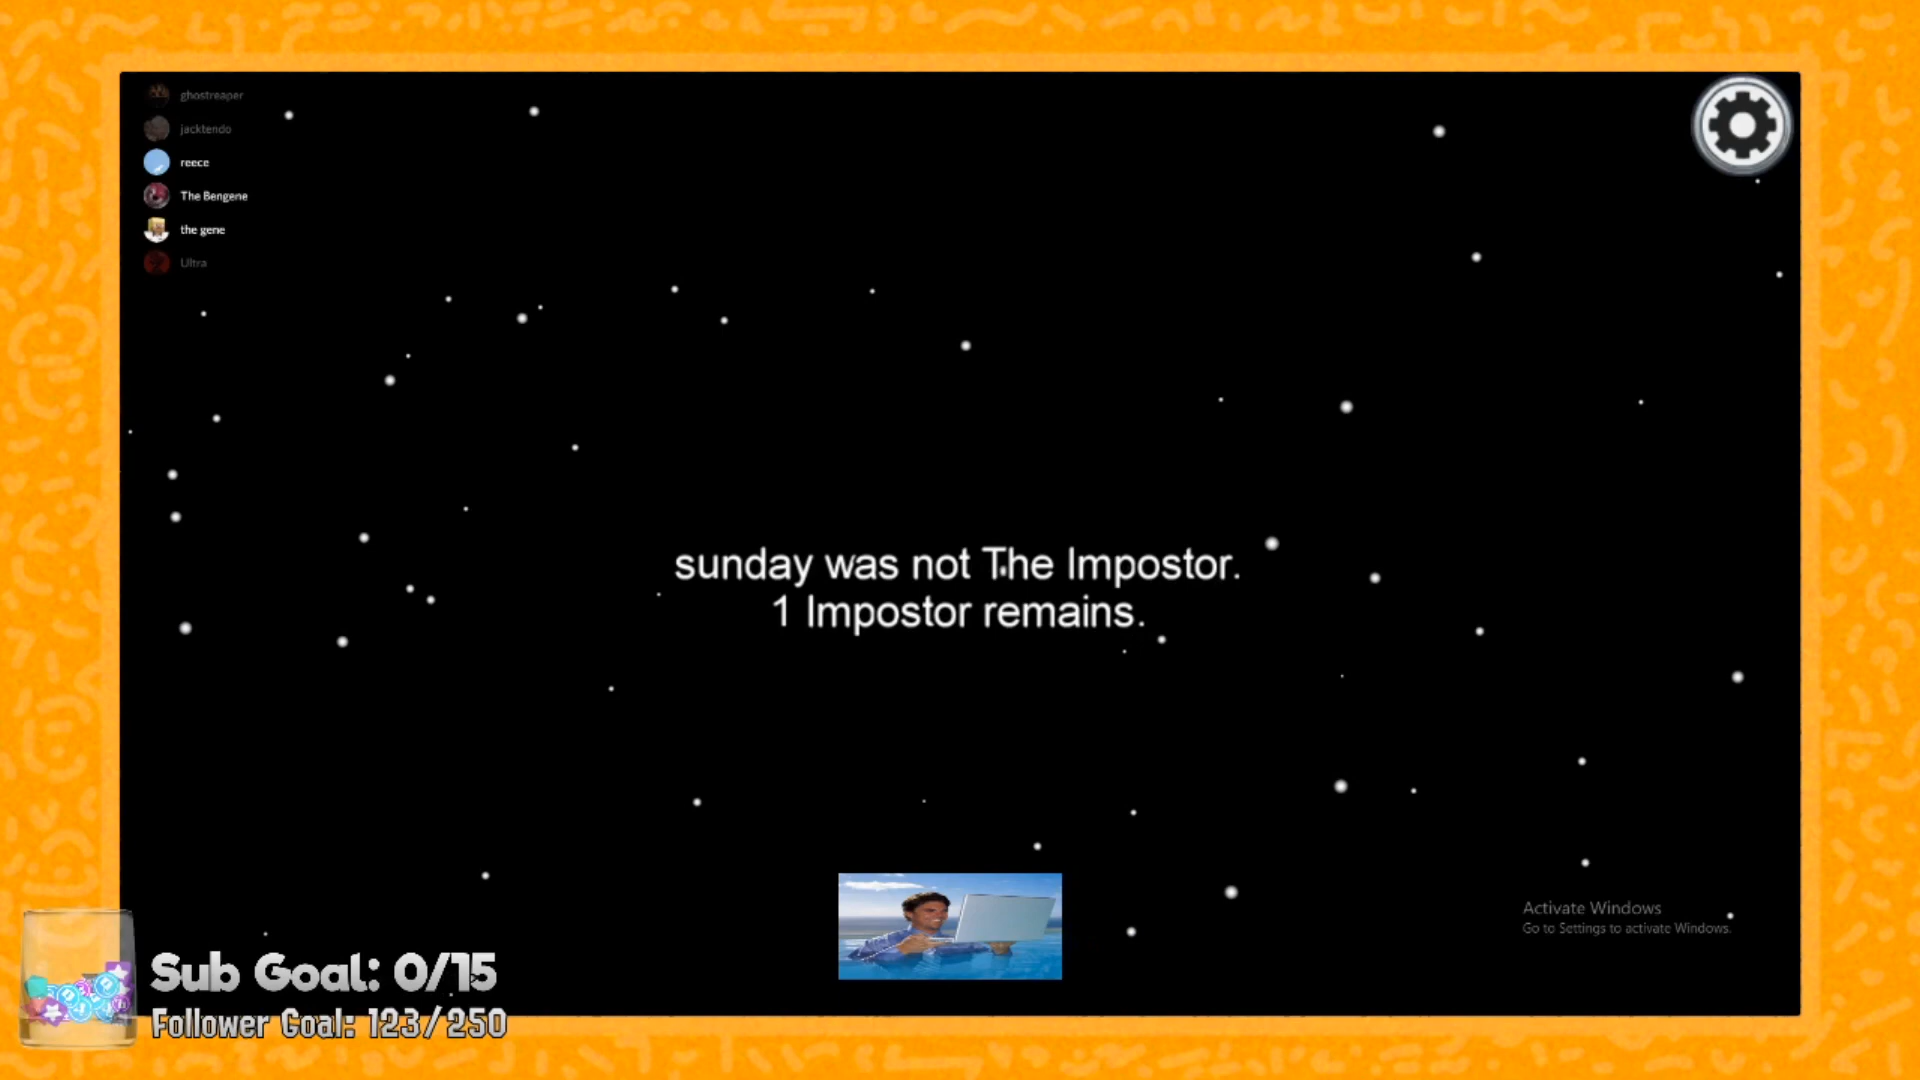 ghostreaper
jacktendo
reece
The Bengene
the gene
Ultra
sunday was not The Impostor.
1 Impostor remains.
Activate Windows
Go to Settings to activate Windows.
Sub Goal: 0/15
Follower Goal: 123/250